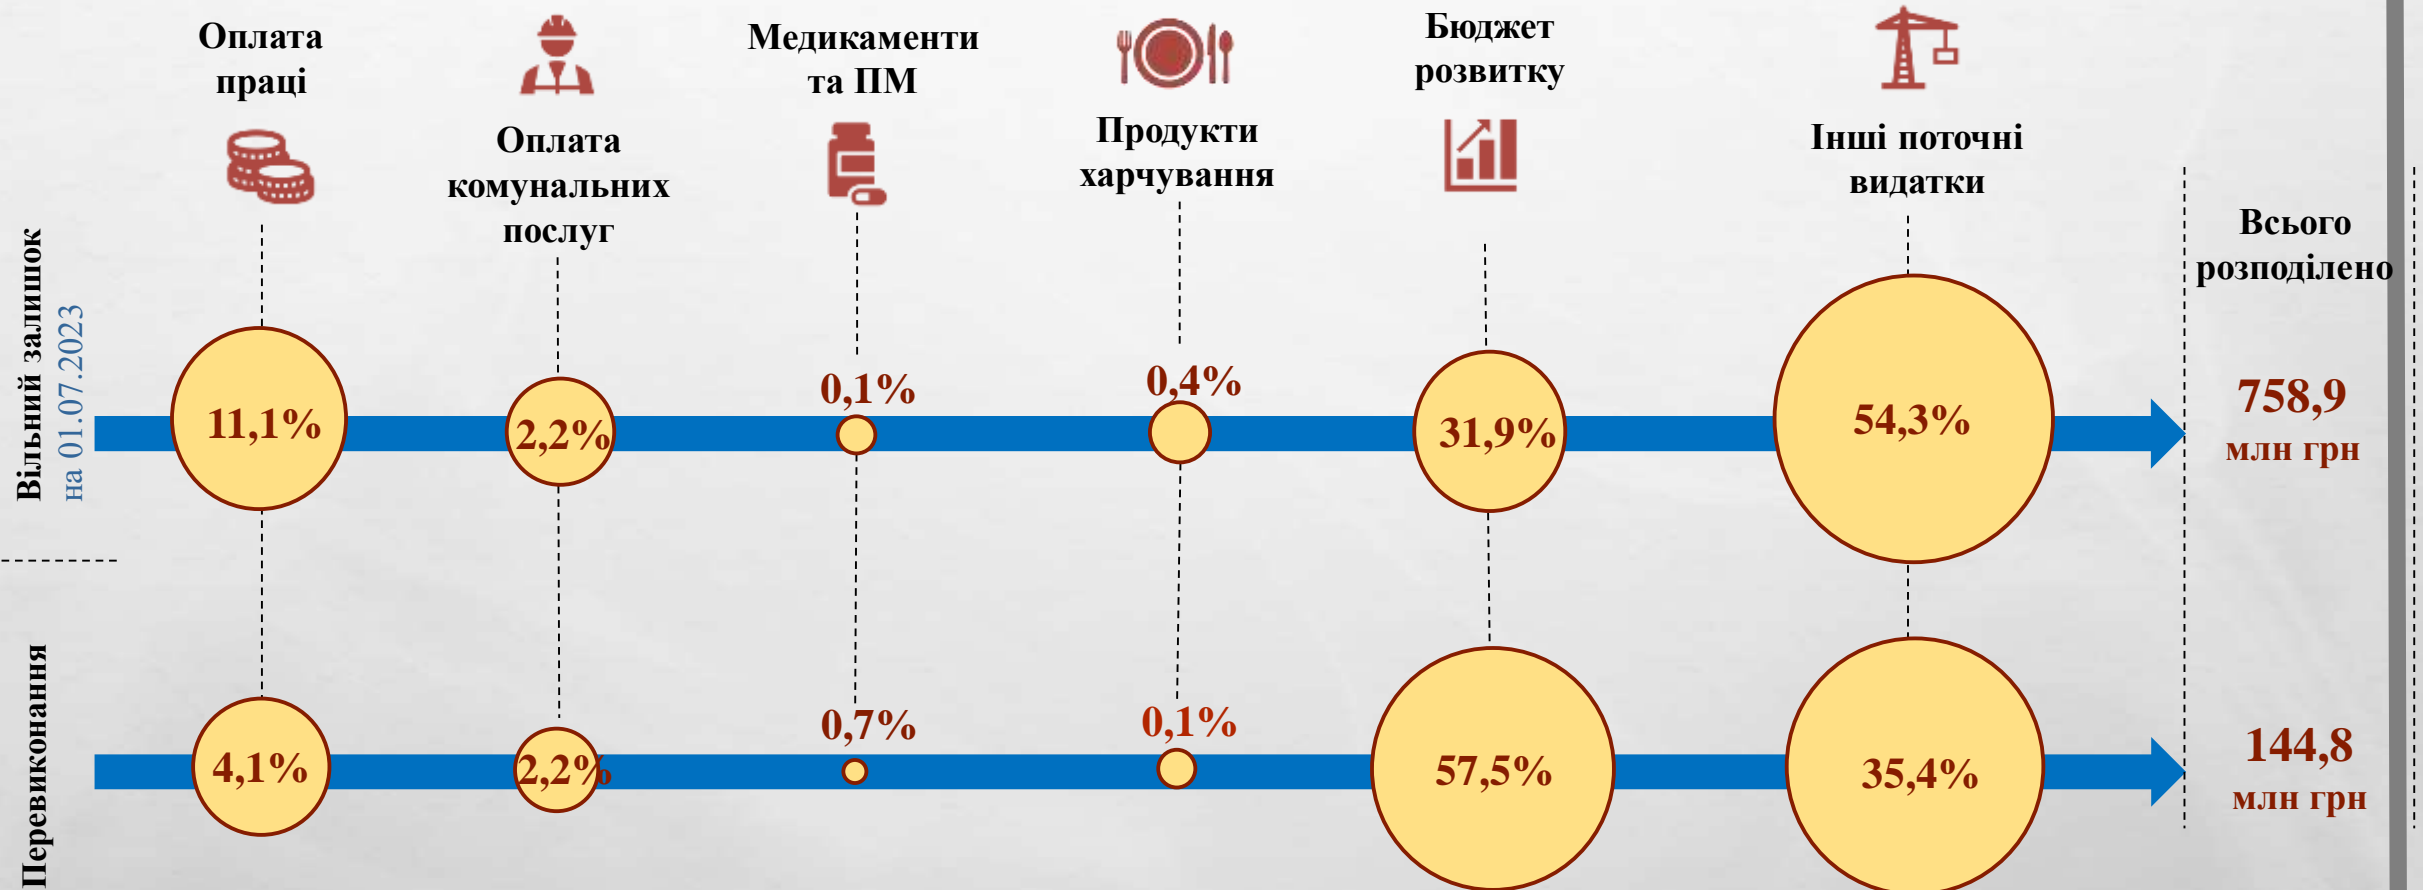 Оплата
праці
Оплата
комунальних
послуг
Медикаменти
та ПМ
Продукти
харчування
Бюджет
розвитку
Інші поточні
видатки
Всього
розподілено
Вільний залишок
на 01.07.2023
11,1%
2,2%
0,1%
0,4%
31,9%
54,3%
758,9
млн грн
Перевиконання
4,1%
2,2%
0,7%
0,1%
57,5%
35,4%
144,8
млн грн